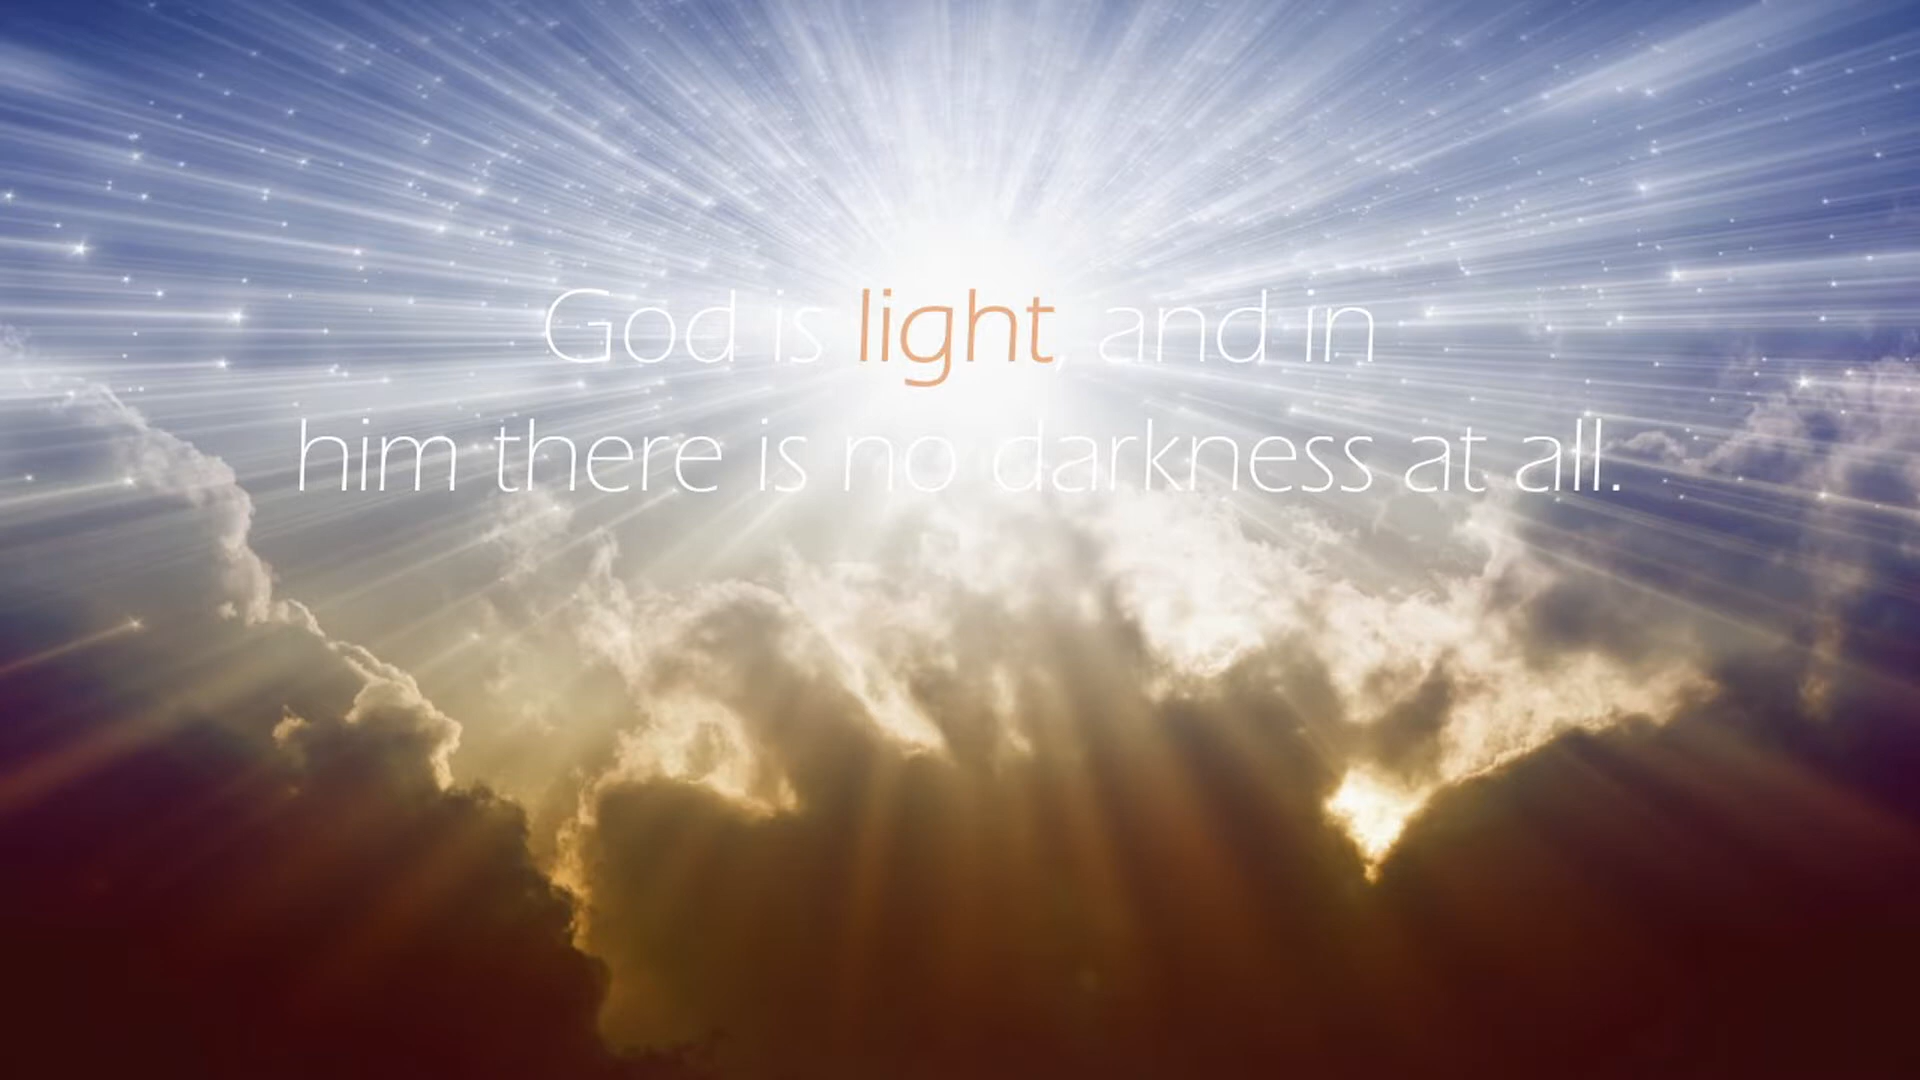 God is light, and in
him there is no darkness at all.